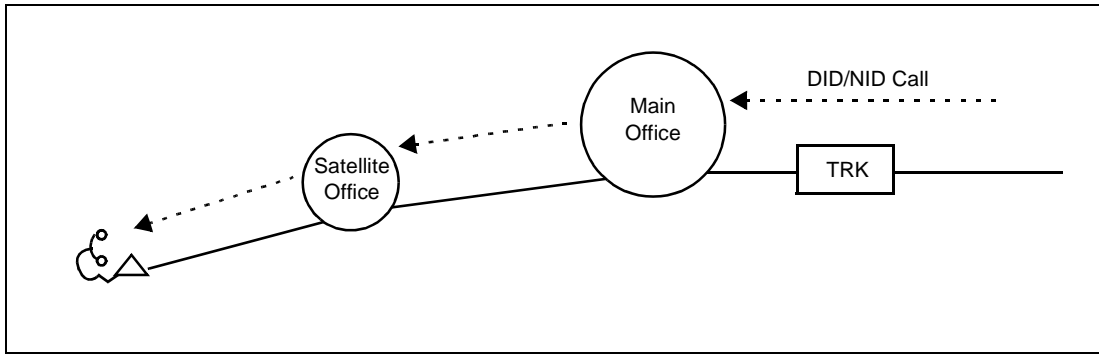 DID/NID Call
Main
Office
Satellite
Office
TRK